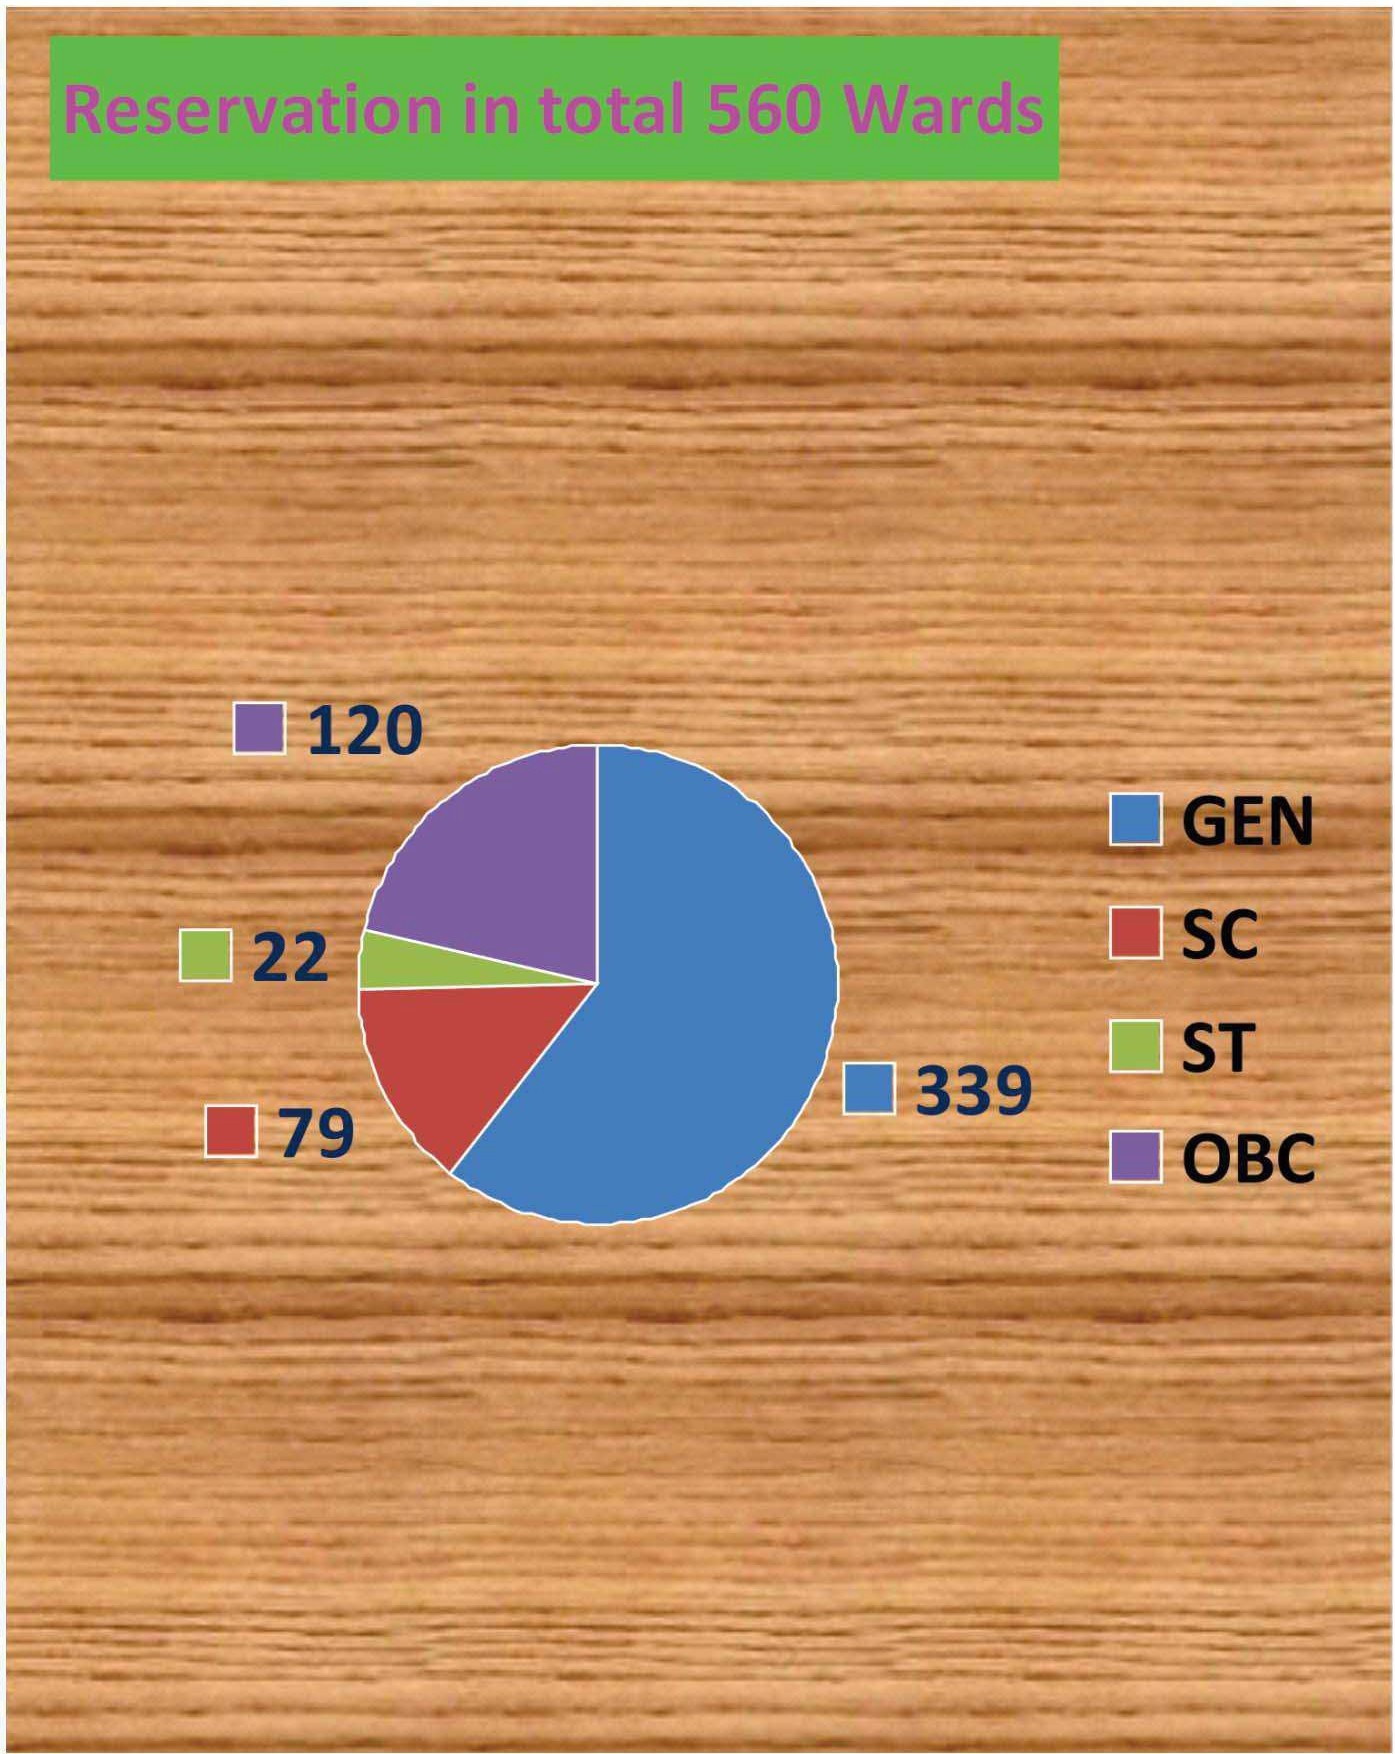 Reservation in total 560 Wards
120
GEN
SC
22
ST
339
79
OBC